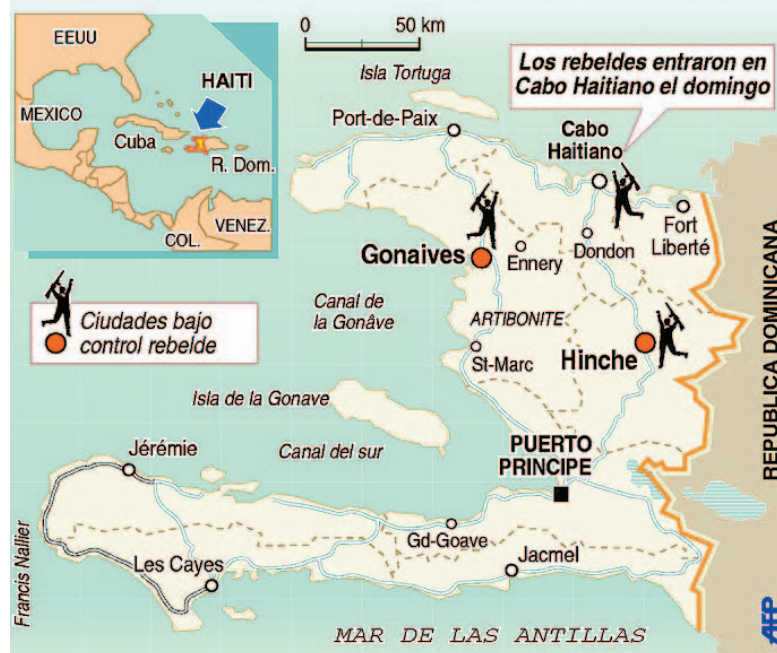 0 50 km
EEUU
HAITI
MEXICO
Cuba
R. Dom.
VENEZ.
COL.
Isla Tortuga
Los rebeldes entraron en
Cabo Haitiano el domingo
Port-de-Paix
Cabo
Haitiano
Fort
Liberté
Gonaives
Ennery
Dondon
Ciudades bajo
control rebelde
Canal de
la Gonâve
ARTIBONITE
St-Marc
Hinche
Isla de la Gonave
Canal del sur
PUERTO
PRINCIPE
REPUBLICA DOMINICANA
Jérémie
Gd-Goave
Les Cayes
Jacmel
Francis Nallier
MAR DE LAS ANTILLAS
AFP